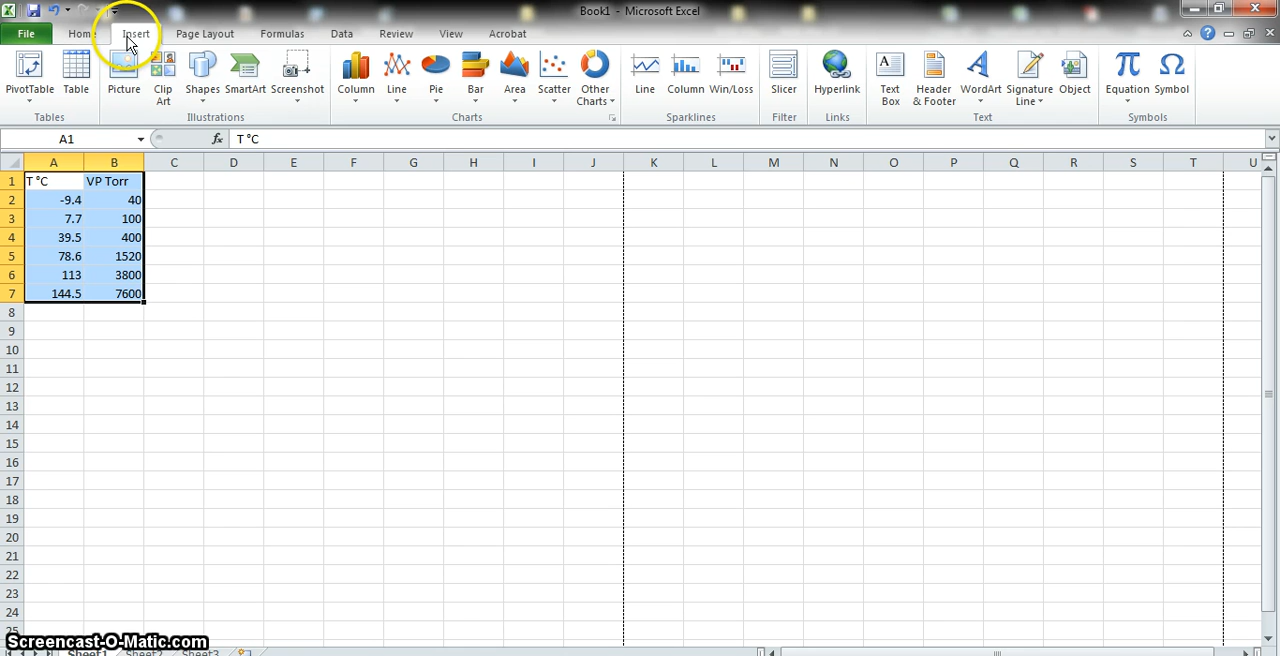 Book1 - Microsoft Excel
File Home Insert Page Layout Formulas Data Review View Acrobat
PivotTable Table Picture Clip Art Shapes SmartArt Screenshot Column Line Pie Bar Area Scatter Other Charts Line Column Win/Loss Slicer Hyperlink Text Box Header & Footer WordArt Signature Line Object Equation Symbol
Tables Illustrations Charts Sparklines Filter Links Text Symbols
A1 fx T °C
A B C D E F G H I J K L M N O P Q R S T U
1 T °C VP Torr
2 -9.4 40
3 7.7 100
4 39.5 400
5 78.6 1520
6 113 3800
7 144.5 7600
8
9
10
11
12
13
14
15
16
17
18
19
20
21
22
23
24
25
Screencast-O-Matic.com
Sheet1 Sheet2 Sheet3